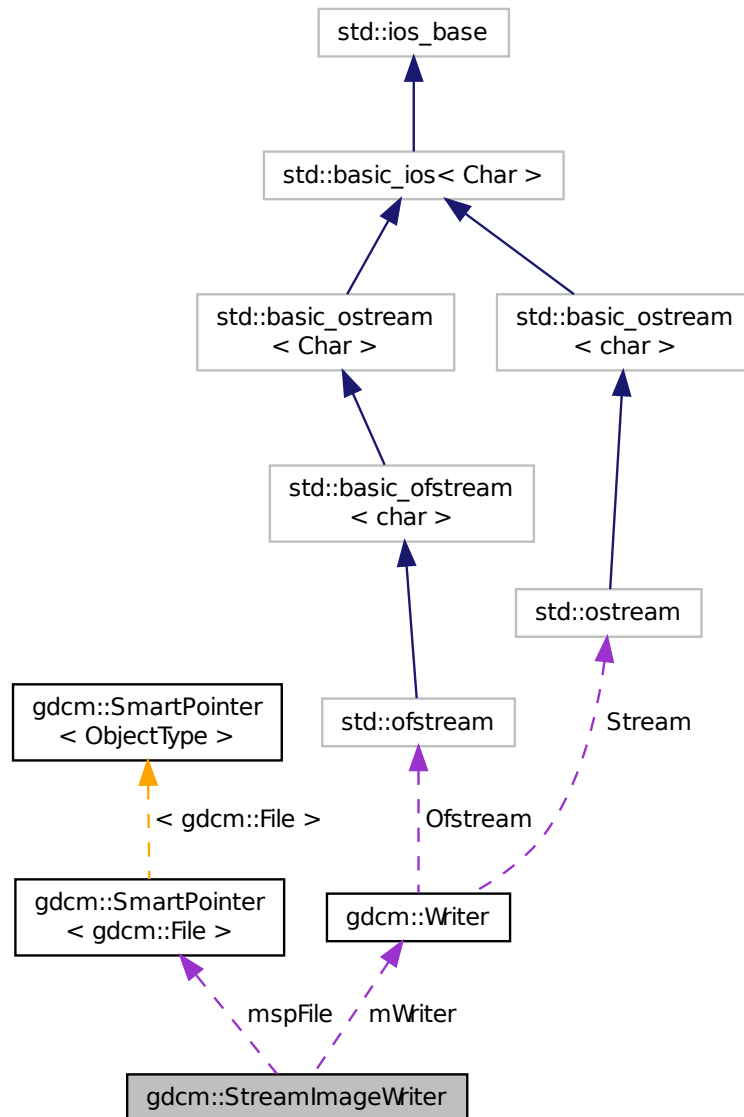 std::ios_base
std::basic_ios< Char >
std::basic_ostream
< Char >
std::basic_ostream
< char >
std::basic_ofstream
< char >
std::ostream
gdcm::SmartPointer
< ObjectType >
std::ofstream
Stream
< gdcm::File >
Ofstream
gdcm::SmartPointer
< gdcm::File >
gdcm::Writer
mspFile
mWriter
gdcm::StreamImageWriter